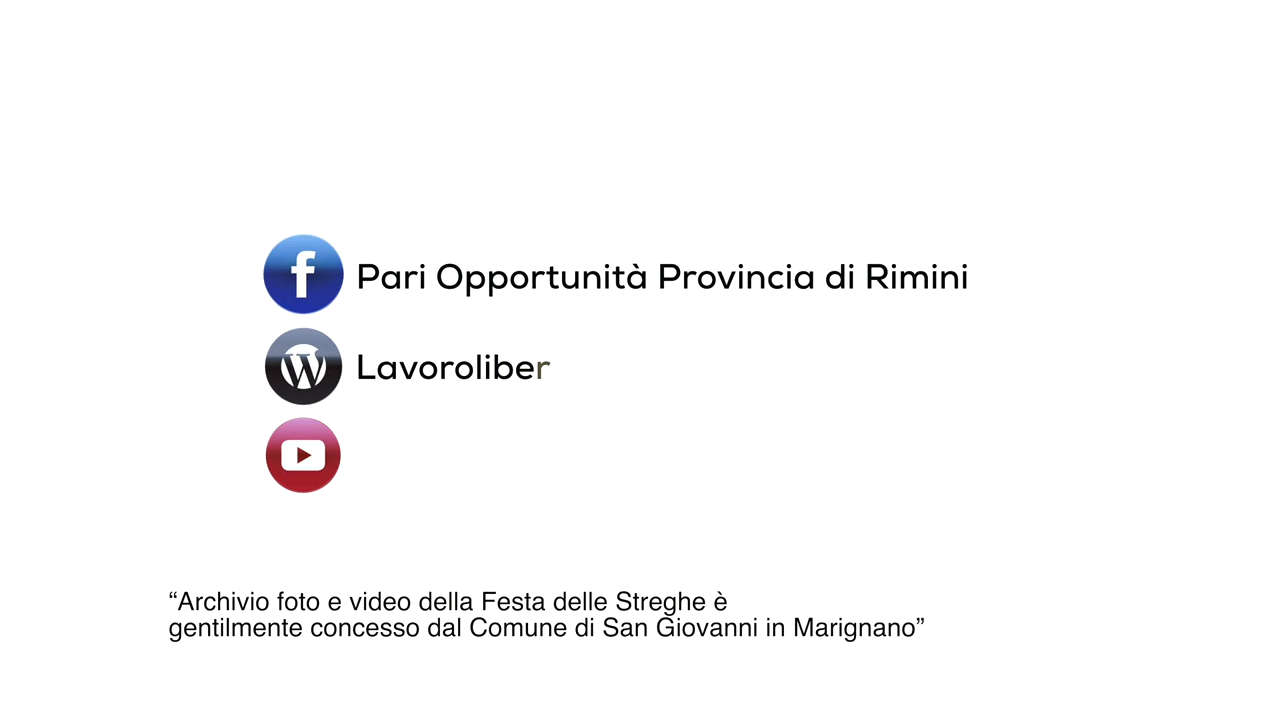 Pari Opportunità Provincia di Rimini
Lavoroliber
“Archivio foto e video della Festa delle Streghe è
gentilmente concesso dal Comune di San Giovanni in Marignano”